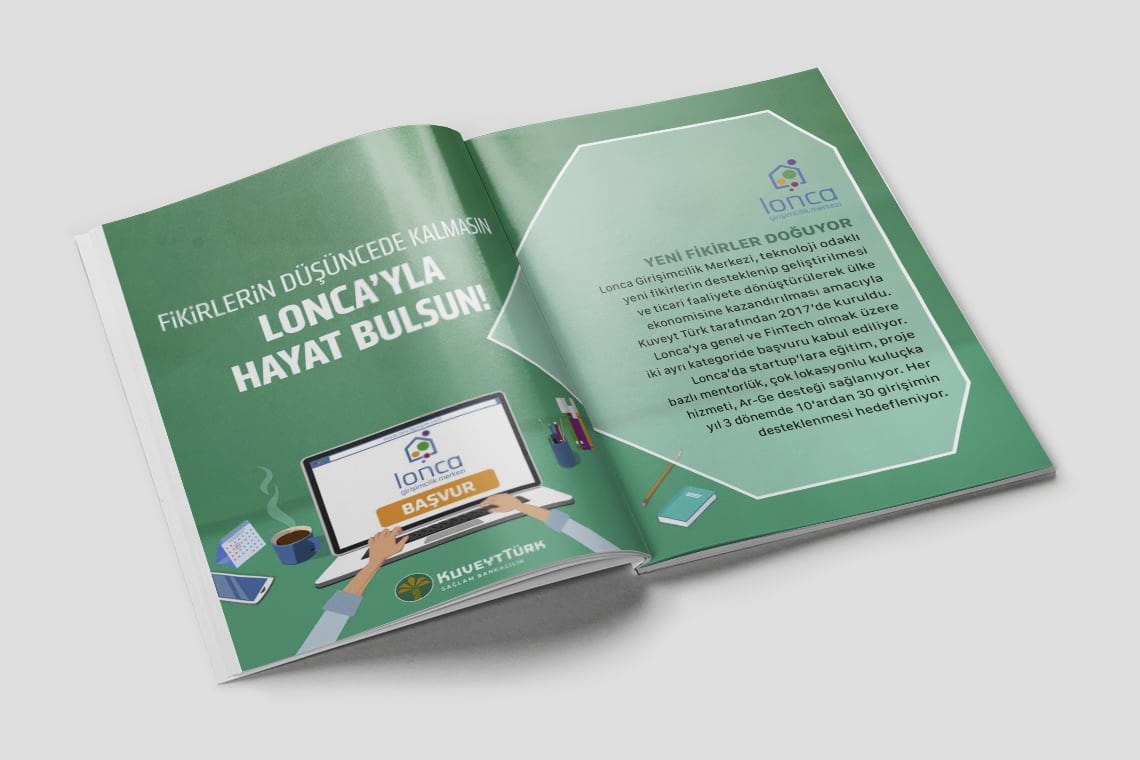 FİKİRLERİN DÜŞÜNCEDE KALMASIN
LONCA'YLA
HAYAT BULSUN!
lonca
girişimcilik merkezi
BAŞVUR
KUVEYT TÜRK
SAĞLAM BANKACILIK
lonca
girişimcilik merkezi
YENİ FİKİRLER DOĞUYOR
Lonca Girişimcilik Merkezi, teknoloji odaklı
yeni fikirlerin desteklenip geliştirilmesi
ve ticari faaliyete dönüştürülerek ülke
ekonomisine kazandırılması amacıyla
Kuveyt Türk tarafından 2017'de kuruldu.
Lonca'ya genel ve FinTech olmak üzere
iki ayrı kategoride başvuru kabul ediliyor.
Lonca'da startup'lara eğitim, proje
bazlı mentorlük, çok lokasyonlu kuluçka
hizmeti, Ar-Ge desteği sağlanıyor. Her
yıl 3 dönemde 10'ardan 30 girişimin
desteklenmesi hedefleniyor.